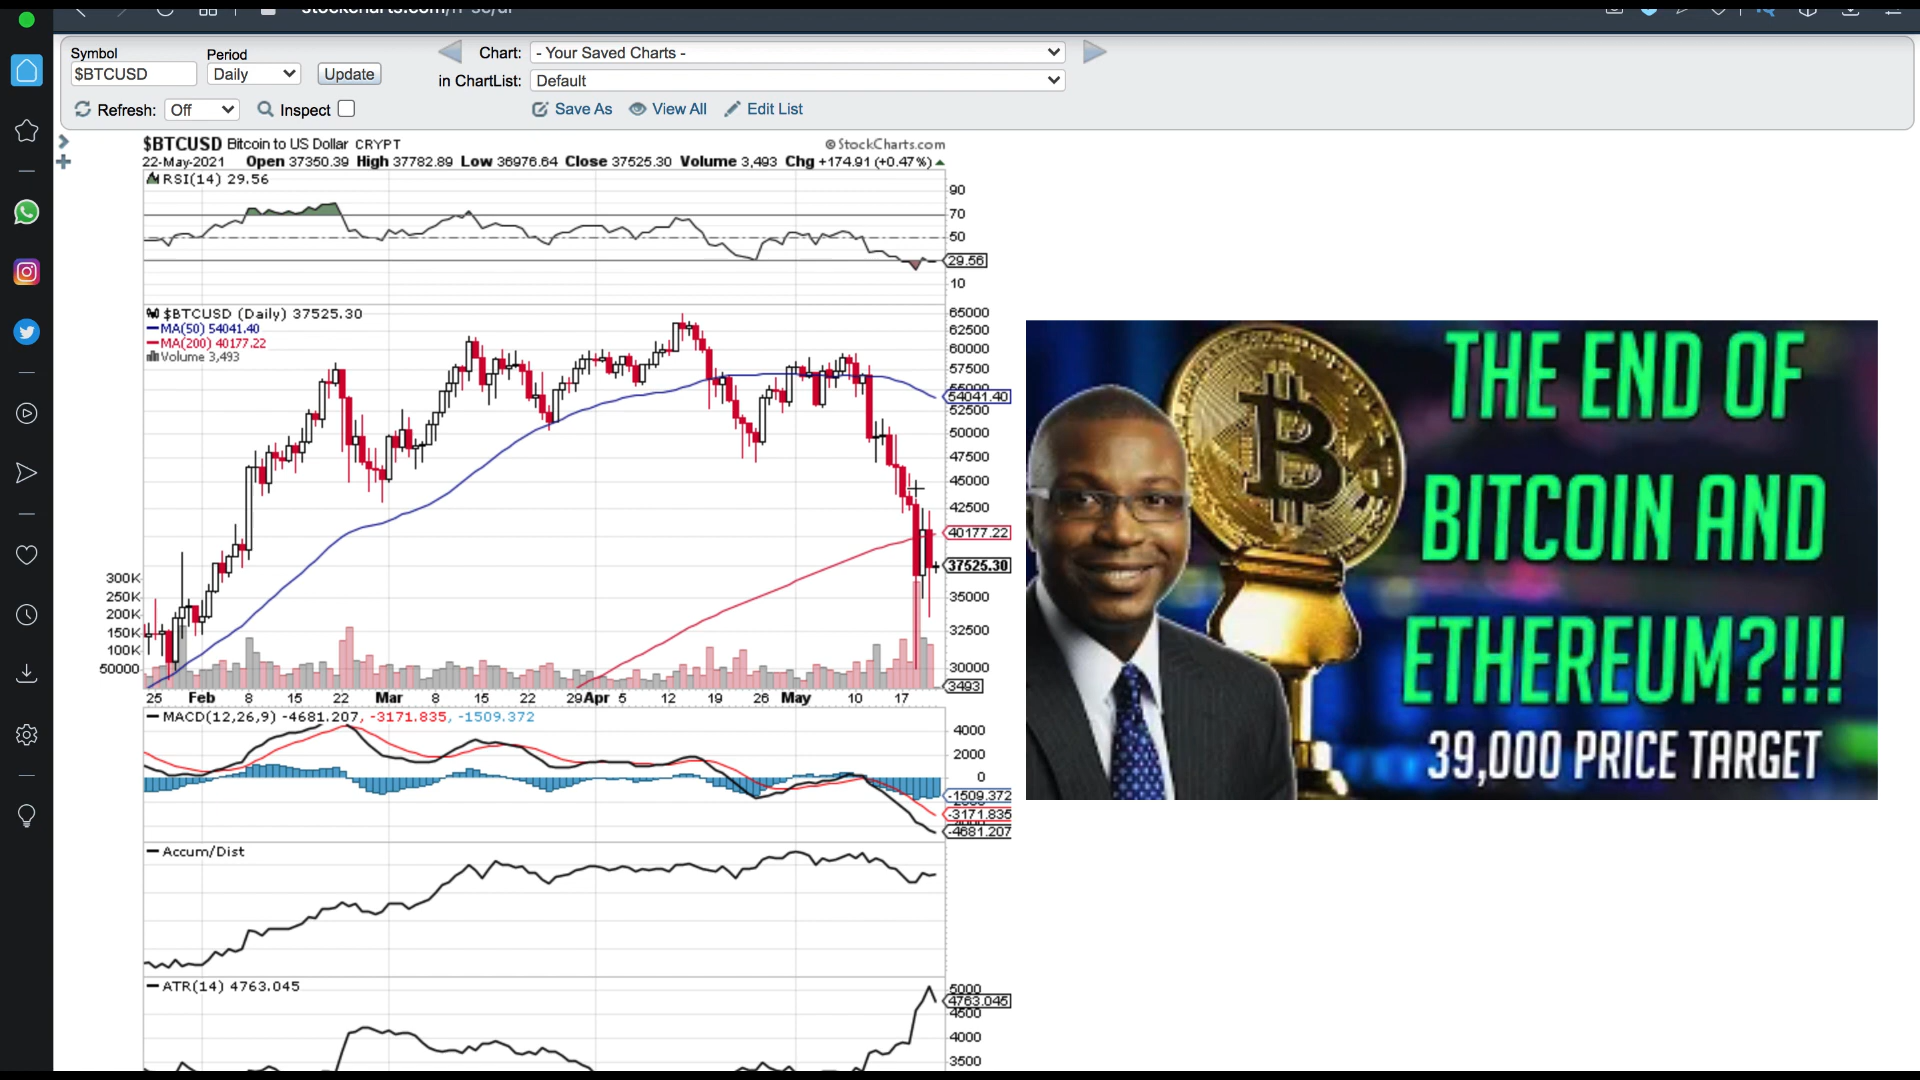 Symbol
Period
Chart: - Your Saved Charts -
$BTCUSD
Daily
Update
in ChartList: Default
Refresh: Off
Inspect
Save As
View All
Edit List
$BTCUSD Bitcoin to US Dollar CRYPT
© StockCharts.com
22-May-2021 Open 37350.39 High 37782.89 Low 36976.64 Close 37525.30 Volume 3,493 Chg +174.91 (+0.47%)
RSI(14) 29.56
90
70
50
29.56
10
$BTCUSD (Daily) 37525.30
MA(50) 54041.40
MA(200) 40177.22
Volume 3,493
65000
62500
60000
57500
55000
54041.40
52500
50000
47500
45000
42500
40177.22
37525.30
35000
32500
30000
3493
300K
250K
200K
150K
100K
50000
25 Feb 8 15 22 Mar 8 15 22 29 Apr 5 12 19 26 May 10 17
MACD(12,26,9) -4681.207, -3171.835, -1509.372
4000
2000
0
-1509.372
-3171.835
-4681.207
Accum/Dist
ATR(14) 4763.045
5000
4763.045
4500
4000
3500
THE END OF
BITCOIN AND
ETHEREUM?!!!
39,000 PRICE TARGET